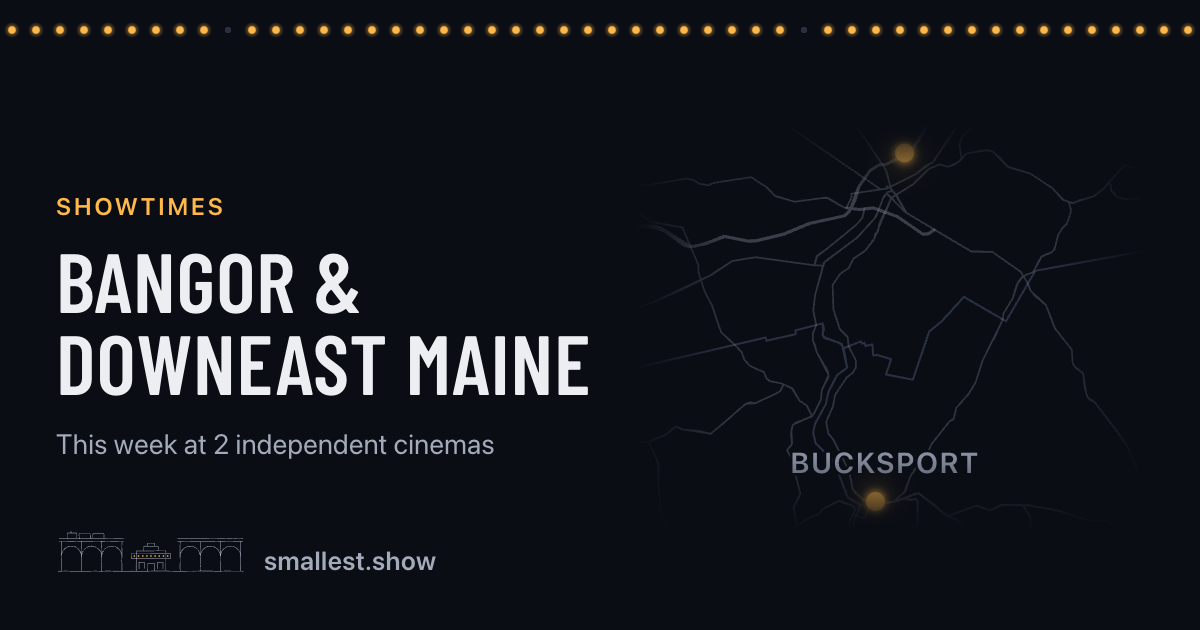 SHOWTIMES
BANGOR &
DOWNEAST MAINE
This week at 2 independent cinemas
BUCKSPORT
smallest.show